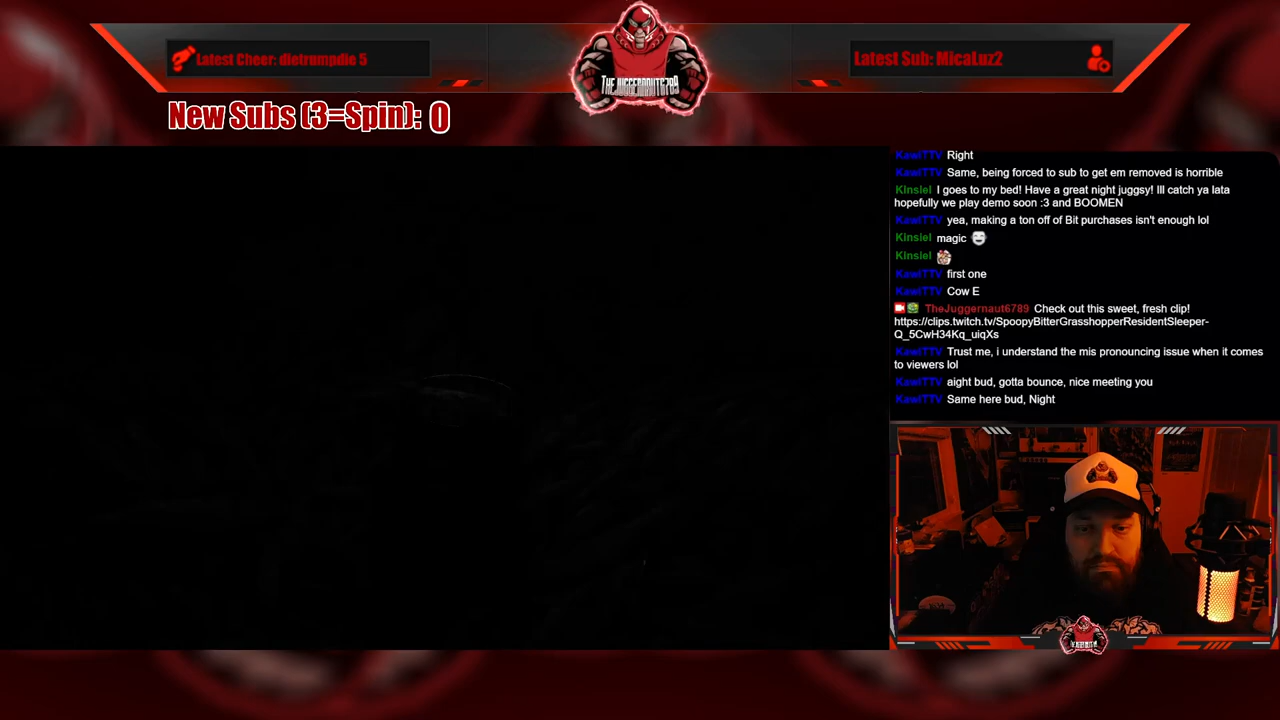 Latest Cheer: dietrumpdie 5
THEJUGGERNAUT6789
Latest Sub: MicaLuz2
New Subs (3=Spin): 0
KawITTV Right
KawITTV Same, being forced to sub to get em removed is horrible
Kinsiel I goes to my bed! Have a great night juggsy! Ill catch ya lata
hopefully we play demo soon :3 and BOOMEN
KawITTV yea, making a ton off of Bit purchases isn't enough lol
Kinsiel magic
Kinsiel
KawITTV first one
KawITTV Cow E
TheJuggernaut6789 Check out this sweet, fresh clip!
https://clips.twitch.tv/SpoopyBitterGrasshopperResidentSleeper-
Q_5CwH34Kq_uiqXs
KawITTV Trust me, i understand the mis pronouncing issue when it comes
to viewers lol
KawITTV aight bud, gotta bounce, nice meeting you
KawITTV Same here bud, Night